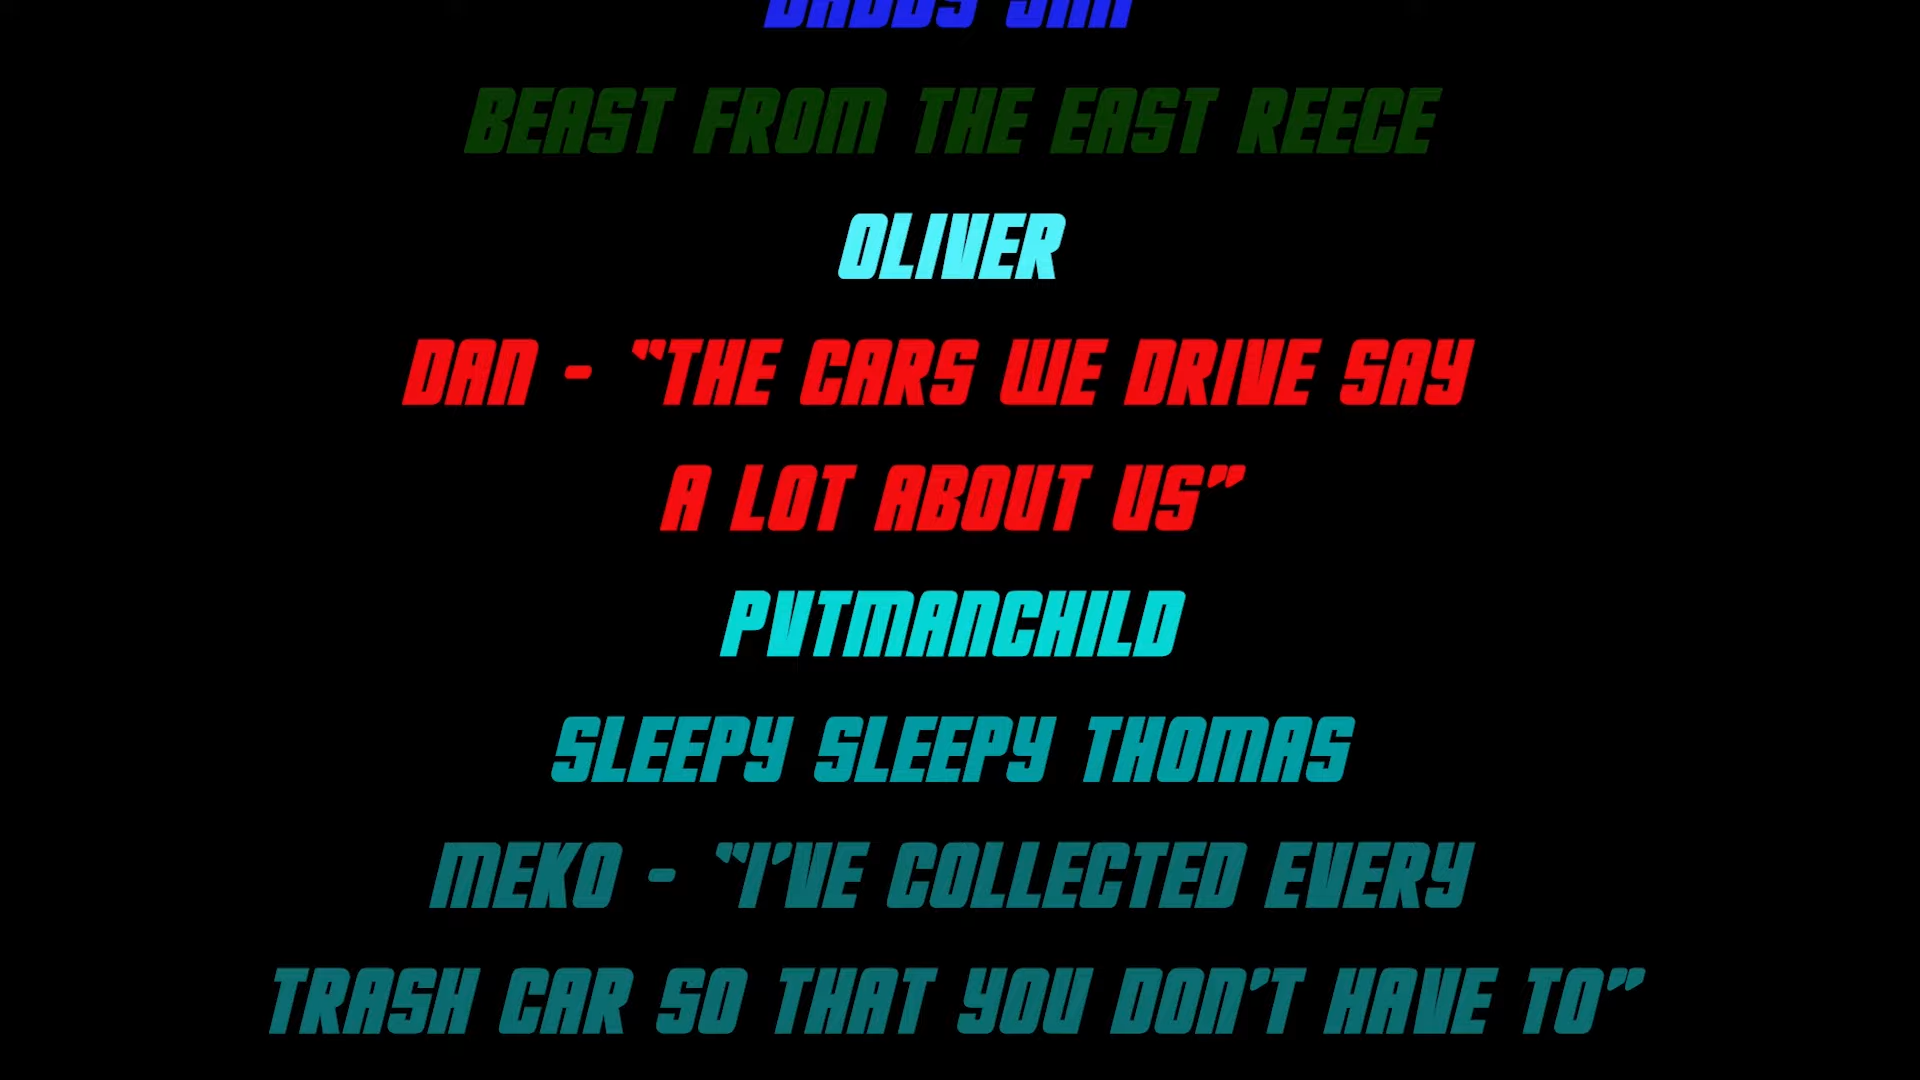 BEAST FROM THE EAST REECE
OLIVER
DAN - “THE CARS WE DRIVE SAY
A LOT ABOUT US”
PVTMANCHILD
SLEEPY SLEEPY THOMAS
MEKO - “I’VE COLLECTED EVERY
TRASH CAR SO THAT YOU DON’T HAVE TO”